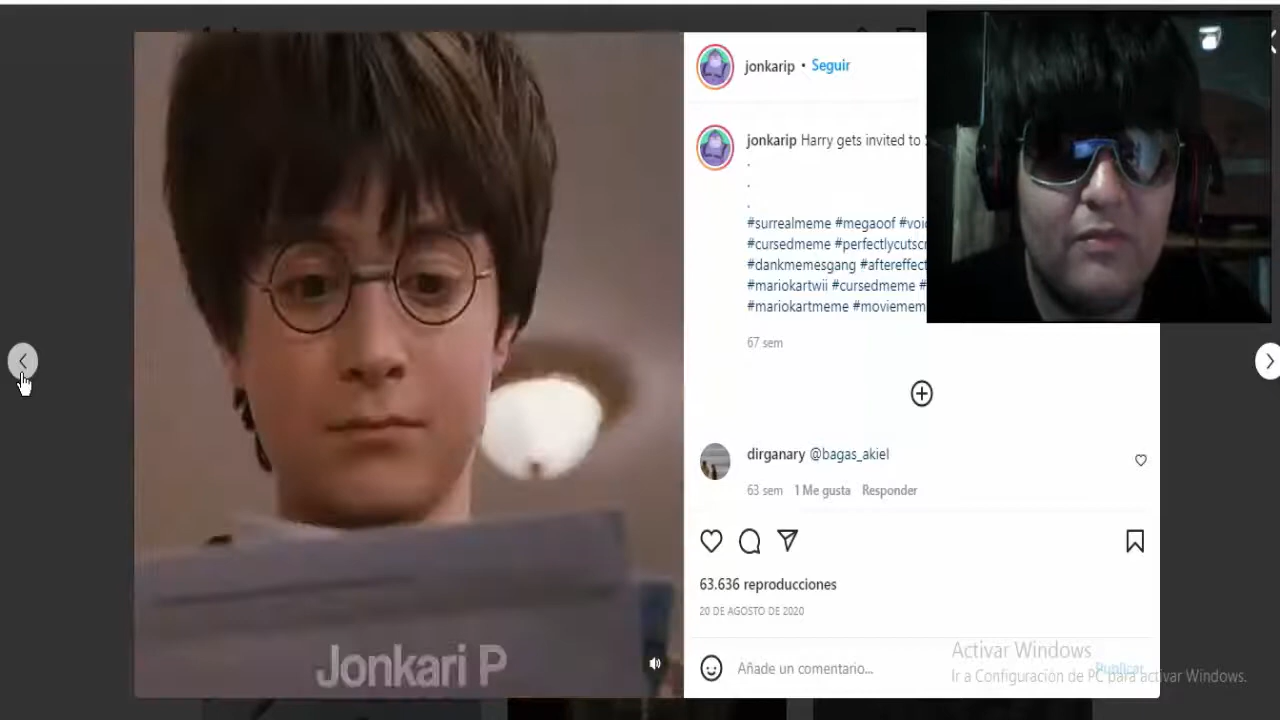 jonkarip • Seguir
jonkarip Harry gets invited to
.
.
.
#surrealmeme #megaoof
#cursedmeme
#dankmemesgang
#mariokartwii #cursedmeme
#mariokartmeme
67 sem
dirganary @bagas_akiel
63 sem 1 Me gusta Responder
63.636 reproducciones
20 DE AGOSTO DE 2020
Añade un comentario...
Publicar
Activar Windows
Ir a Configuración de PC para activar Windows.
Jonkari P